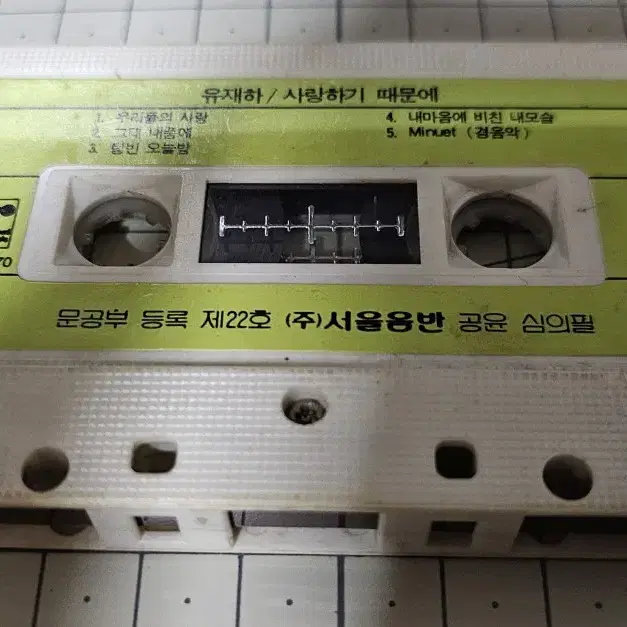 유재하 / 사랑하기 때문에
1. 우리들의 사랑
2. 그대 내품에
3. 텅빈 오늘밤
4. 내마음에 비친 내모습
5. Minuet (경음악)
70
문공부 등록 제22호 (주)서울음반 공윤 심의필